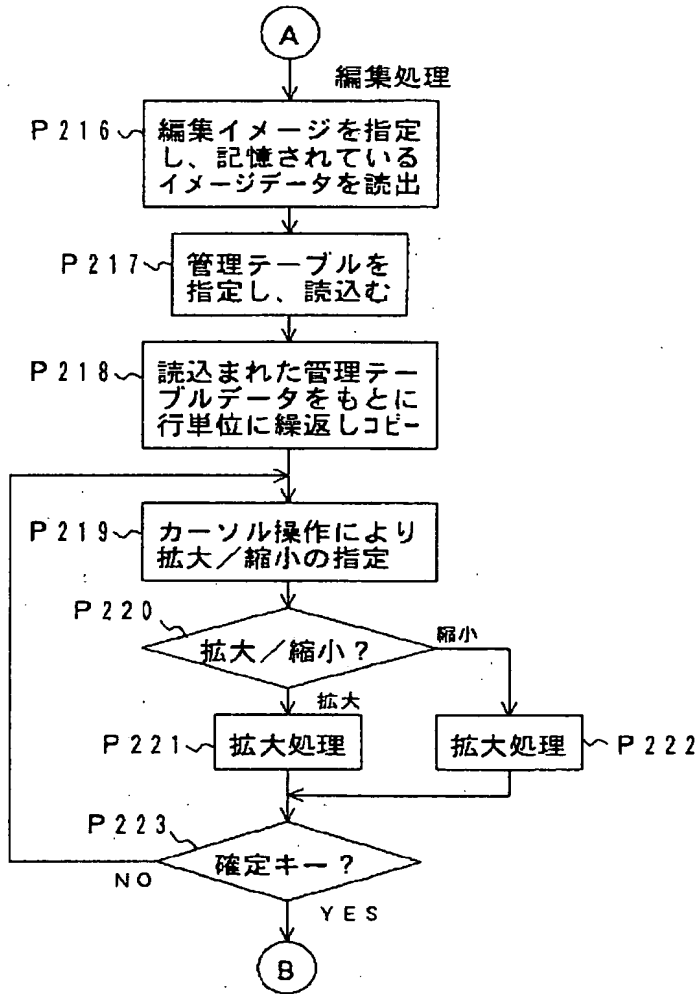 A
編集処理
P216
編集イメージを指定
し、記憶されている
イメージデータを読出
P217
管理テーブルを
指定し、読込む
P218
読込まれた管理テー
ブルデータをもとに
行単位に繰返しコピー
P219
カーソル操作により
拡大／縮小の指定
P220
拡大／縮小？
縮小
拡大
P221
拡大処理
拡大処理
P222
P223
確定キー？
NO
YES
B